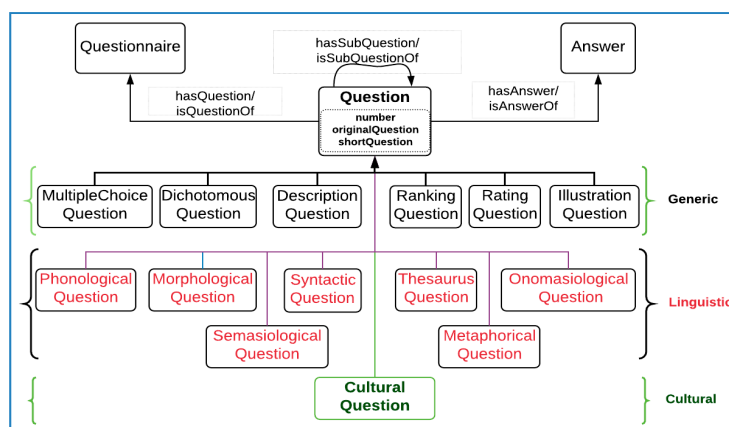 Questionnaire
hasSubQuestion/
isSubQuestionOf
Answer
hasQuestion/
isQuestionOf
Question
number
originalQuestion
shortQuestion
hasAnswer/
isAnswerOf
MultipleChoice
Question
Dichotomous
Question
Description
Question
Ranking
Question
Rating
Question
Illustration
Question
Generic
Phonological
Question
Morphological
Question
Syntactic
Question
Thesaurus
Question
Onomasiological
Question
Linguistic
Semasiological
Question
Metaphorical
Question
Cultural
Question
Cultural